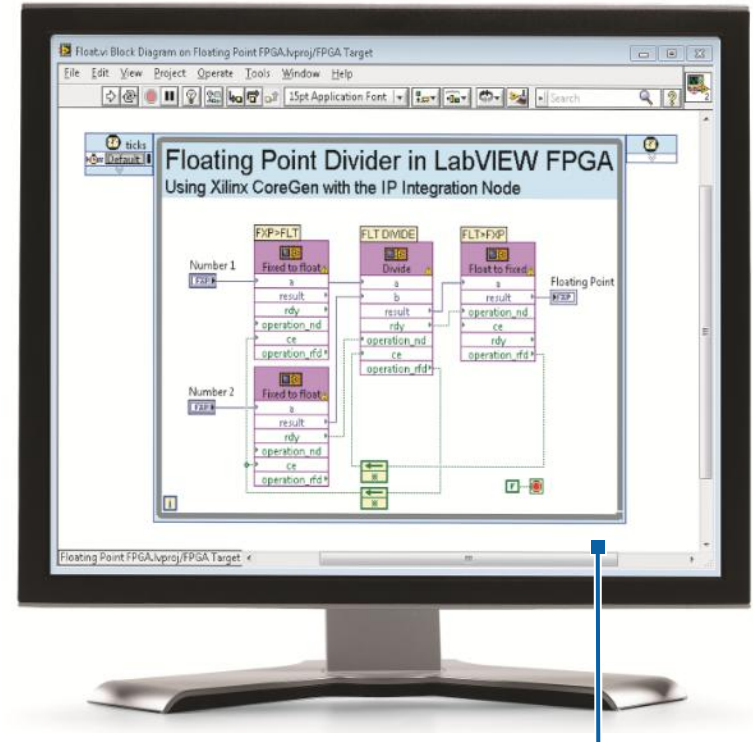 Float.vi Block Diagram on Floating Point FPGA.lvproj/FPGA Target
File Edit View Project Operate Tools Window Help
15pt Application Font
Search
2
ticks
Default
Floating Point Divider in LabVIEW FPGA
Using Xilinx CoreGen with the IP Integration Node
FXP>FLT
Fixed to float
a
result
rdy
operation_nd
ce
operation_rfd
FLT DIVIDE
Divide
a
b
result
rdy
operation_nd
ce
operation_rfd
FLT>FXP
Float to fixed
a
result
operation_nd
ce
rdy
operation_rfd
Number 1
FXP
Floating Point
FXP
Number 2
FXP
Fixed to float
a
result
rdy
operation_nd
ce
operation_rfd
F
i
Floating Point FPGA.lvproj/FPGA Target